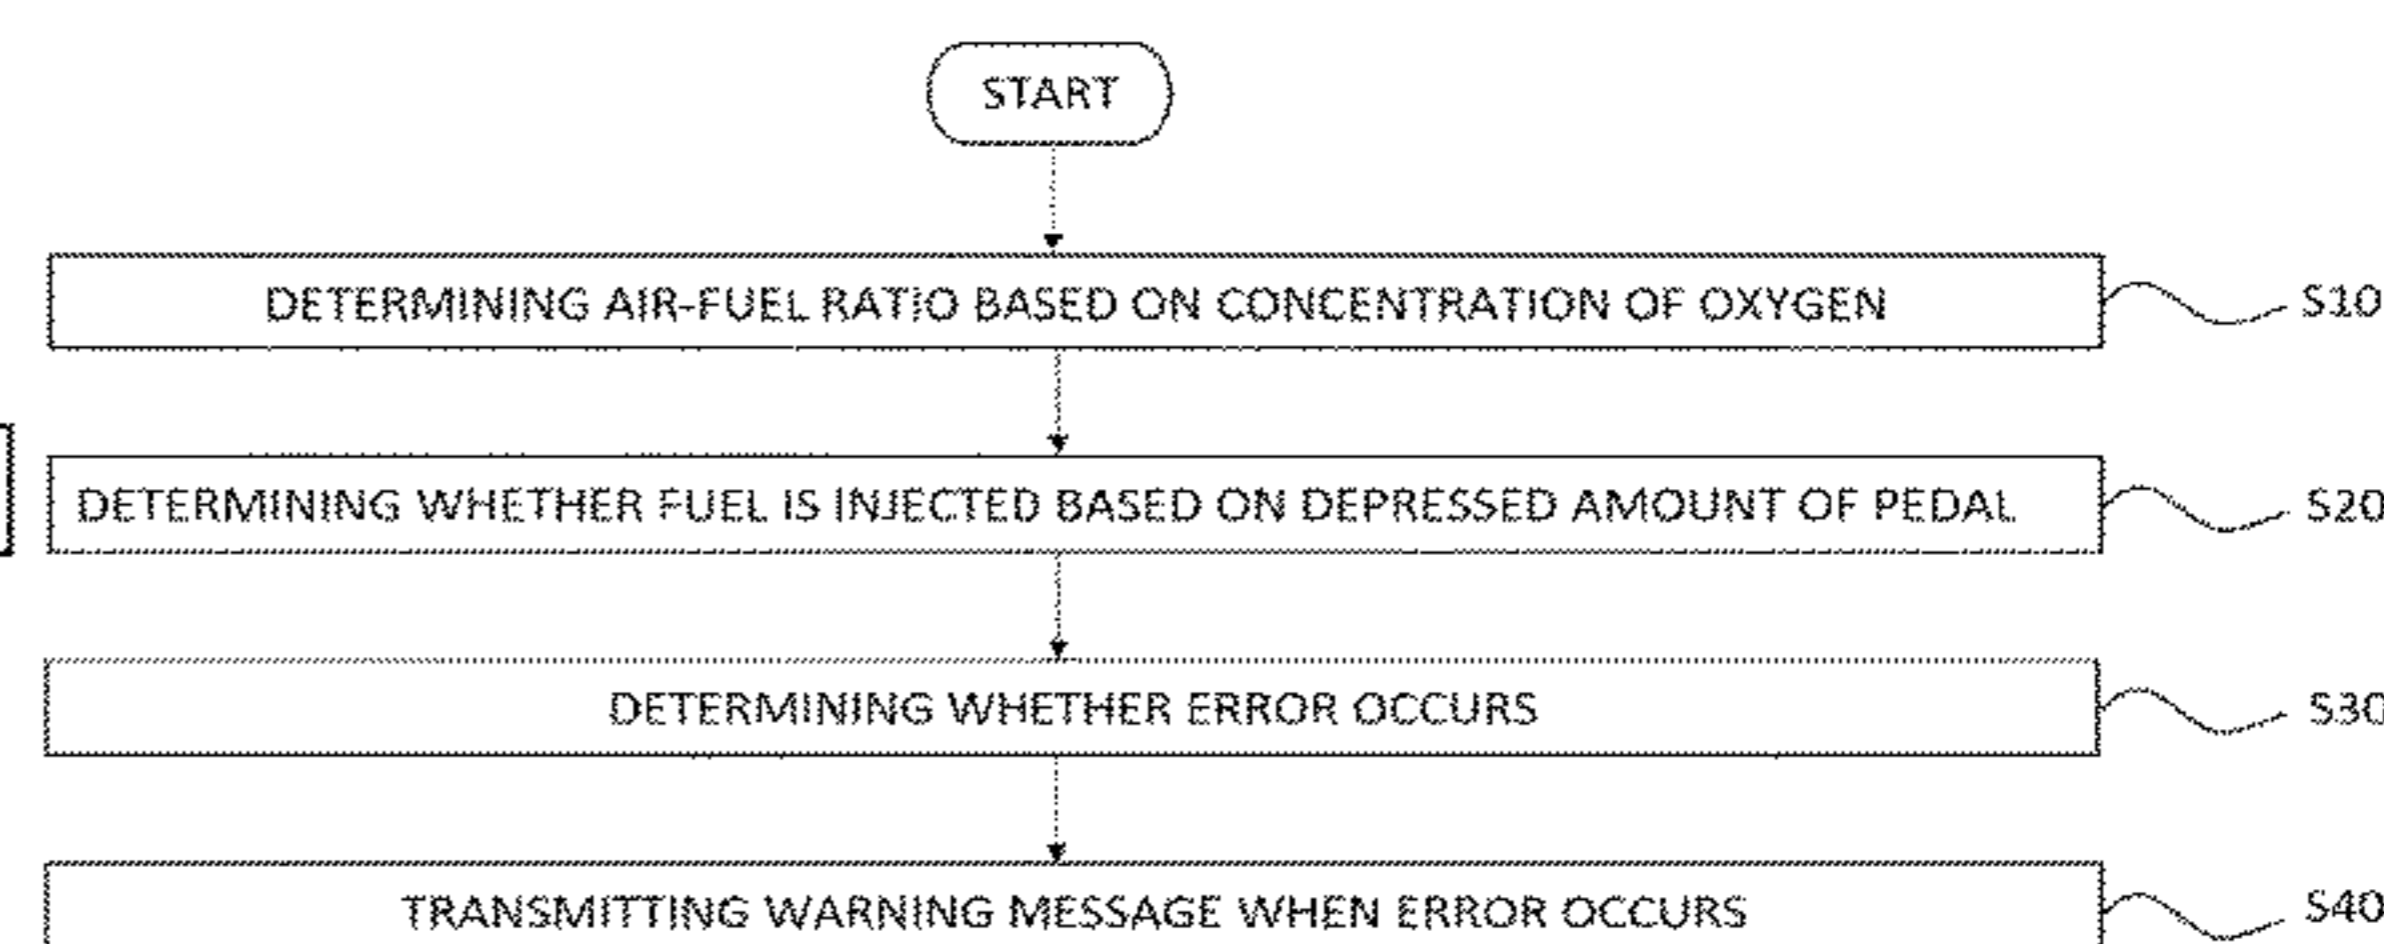 START
DETERMINING AIR-FUEL RATIO BASED ON CONCENTRATION OF OXYGEN
S10
DETERMINING WHETHER FUEL IS INJECTED BASED ON DEPRESSED AMOUNT OF PEDAL
S20
DETERMINING WHETHER ERROR OCCURS
S30
TRANSMITTING WARNING MESSAGE WHEN ERROR OCCURS
S40